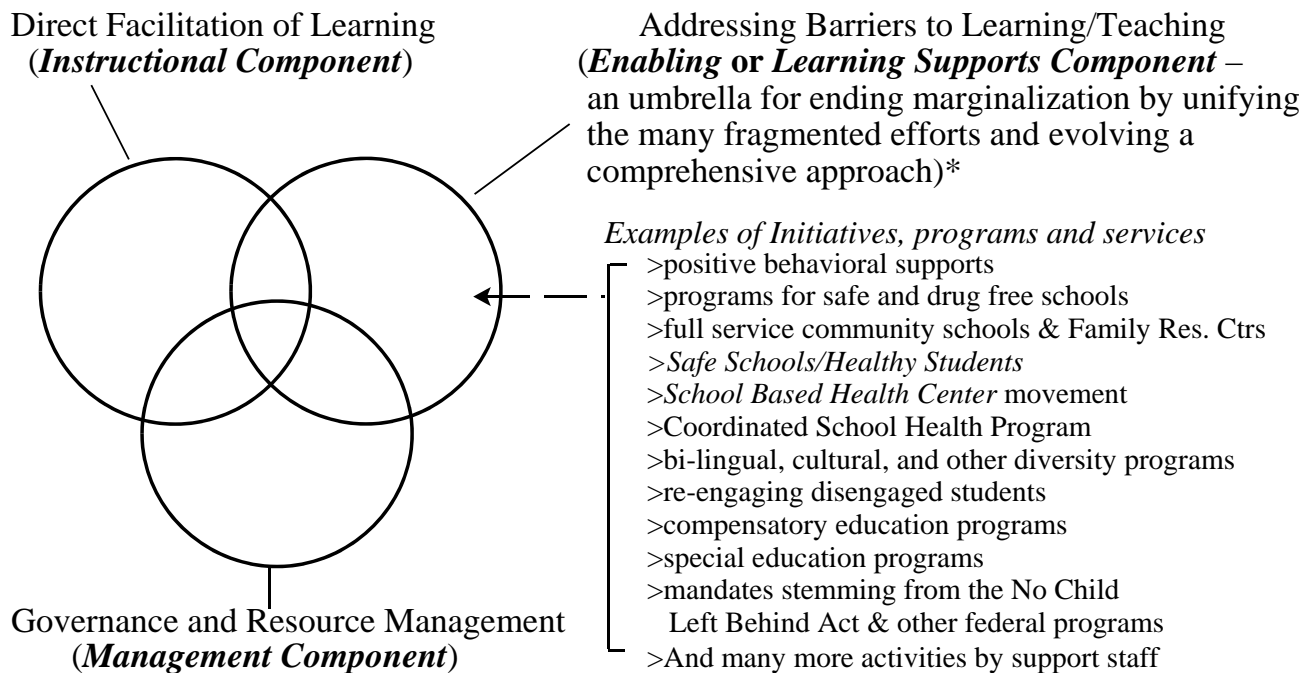 Direct Facilitation of Learning
(Instructional Component)
Addressing Barriers to Learning/Teaching
(Enabling or Learning Supports Component –
an umbrella for ending marginalization by unifying
the many fragmented efforts and evolving a
comprehensive approach)*
Examples of Initiatives, programs and services
>positive behavioral supports
>programs for safe and drug free schools
>full service community schools & Family Res. Ctrs
>Safe Schools/Healthy Students
>School Based Health Center movement
>Coordinated School Health Program
>bi-lingual, cultural, and other diversity programs
>re-engaging disengaged students
>compensatory education programs
>special education programs
>mandates stemming from the No Child
Left Behind Act & other federal programs
>And many more activities by support staff
Governance and Resource Management
(Management Component)